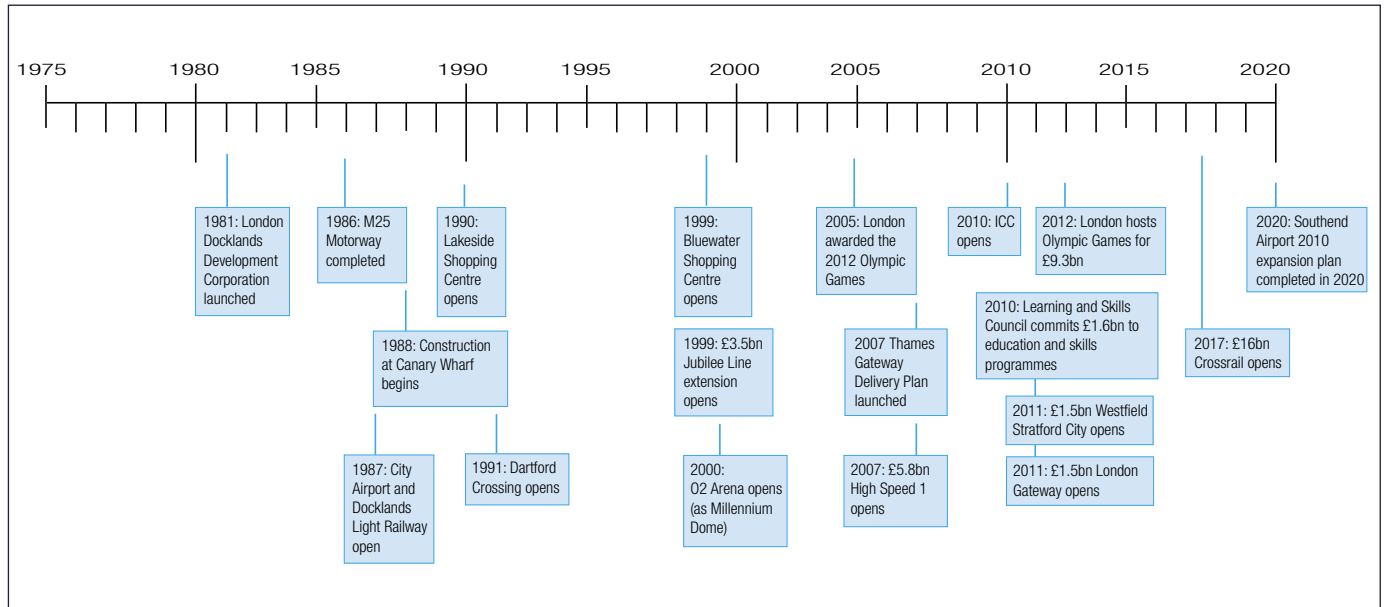 1975 1980 1985 1990 1995 2000 2005 2010 2015 2020
1981: London
Docklands
Development
Corporation
launched
1986: M25
Motorway
completed
1990:
Lakeside
Shopping
Centre
opens
1999:
Bluewater
Shopping
Centre
opens
2005: London
awarded the
2012 Olympic
Games
2010: ICC
opens
2012: London hosts
Olympic Games for
£9.3bn
2020: Southend
Airport 2010
expansion plan
completed in 2020
1988: Construction
at Canary Wharf
begins
1999: £3.5bn
Jubilee Line
extension
opens
2007 Thames
Gateway
Delivery Plan
launched
2010: Learning and Skills
Council commits £1.6bn to
education and skills
programmes
2017: £16bn
Crossrail opens
2011: £1.5bn Westfield
Stratford City opens
1987: City
Airport and
Docklands
Light Railway
open
1991: Dartford
Crossing opens
2000:
O2 Arena opens
(as Millennium
Dome)
2007: £5.8bn
High Speed 1
opens
2011: £1.5bn London
Gateway opens